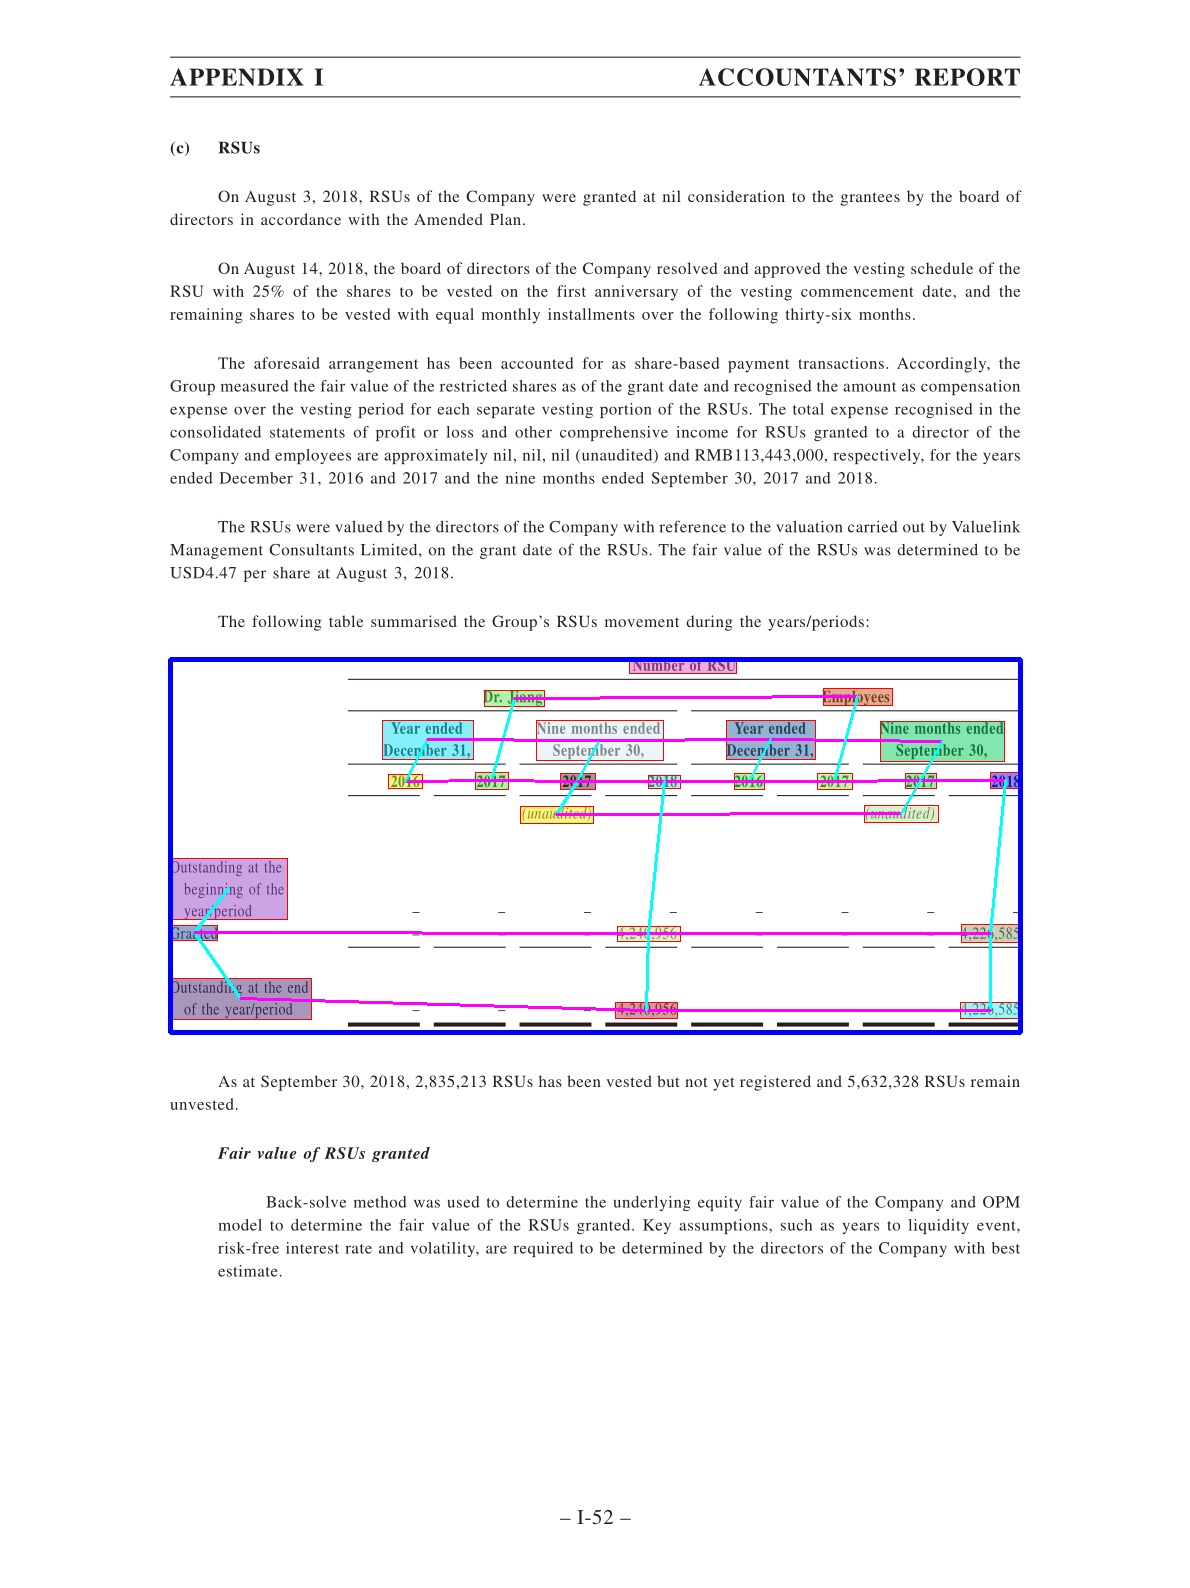 APPENDIX I ACCOUNTANTS' REPORT
(c) RSUs
On August 3, 2018, RSUs of the Company were granted at nil consideration to the grantees by the board of
directors in accordance with the Amended Plan.
On August 14, 2018, the board of directors of the Company resolved and approved the vesting schedule of the
RSU with 25% of the shares to be vested on the first anniversary of the vesting commencement date, and the
remaining shares to be vested with equal monthly installments over the following thirty-six months.
The aforesaid arrangement has been accounted for as share-based payment transactions. Accordingly, the
Group measured the fair value of the restricted shares as of the grant date and recognised the amount as compensation
expense over the vesting period for each separate vesting portion of the RSUs. The total expense recognised in the
consolidated statements of profit or loss and other comprehensive income for RSUs granted to a director of the
Company and employees are approximately nil, nil, nil (unaudited) and RMB113,443,000, respectively, for the years
ended December 31, 2016 and 2017 and the nine months ended September 30, 2017 and 2018.
The RSUs were valued by the directors of the Company with reference to the valuation carried out by Valuelink
Management Consultants Limited, on the grant date of the RSUs. The fair value of the RSUs was determined to be
USD4.47 per share at August 3, 2018.
The following table summarised the Group's RSUs movement during the years/periods:
Number of RSU
Dr. Jiang Employees
Year ended Nine months ended Year ended Nine months ended
December 31, September 30, December 31, September 30,
2016 2017 2017 2018 2016 2017 2017 2018
(unaudited) (unaudited)
Outstanding at the
beginning of the
year/period – – – – – – – –
Granted – – – 4,240,956 – – – 4,226,585
Outstanding at the end
of the year/period – – – 4,240,956 – – – 4,226,585
As at September 30, 2018, 2,835,213 RSUs has been vested but not yet registered and 5,632,328 RSUs remain
unvested.
Fair value of RSUs granted
Back-solve method was used to determine the underlying equity fair value of the Company and OPM
model to determine the fair value of the RSUs granted. Key assumptions, such as years to liquidity event,
risk-free interest rate and volatility, are required to be determined by the directors of the Company with best
estimate.
– I-52 –